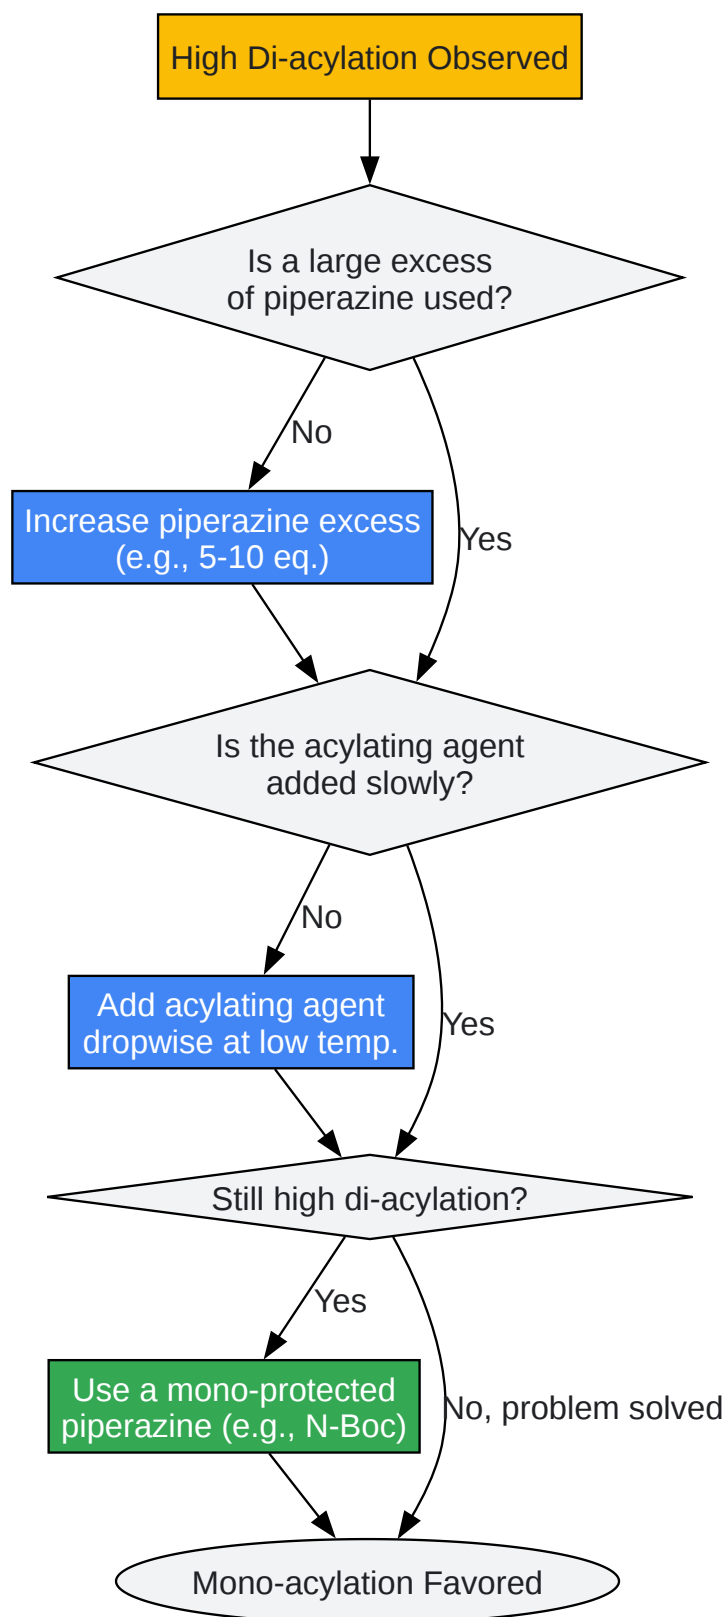 High Di-acylation Observed
Is a large excess
of piperazine used?
No
Increase piperazine excess
(e.g., 5-10 eq.)
Yes
Is the acylating agent
added slowly?
No
Add acylating agent
dropwise at low temp.
Yes
Still high di-acylation?
Yes
Use a mono-protected
piperazine (e.g., N-Boc)
No, problem solved
Mono-acylation Favored